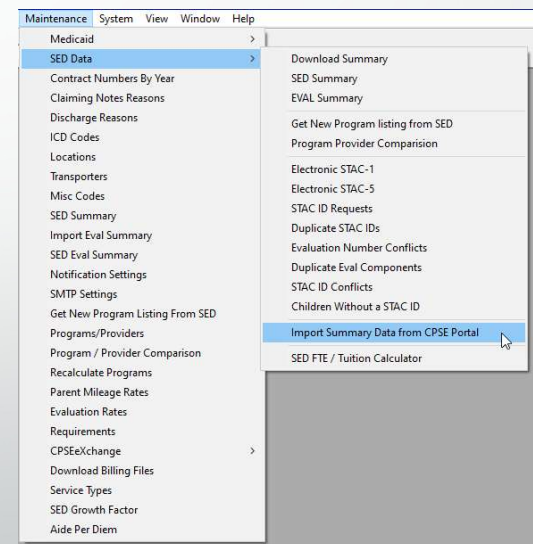 Maintenance System View Window Help
Medicaid
SED Data
Contract Numbers By Year
Claiming Notes Reasons
Discharge Reasons
ICD Codes
Locations
Transporters
Misc Codes
SED Summary
Import Eval Summary
SED Eval Summary
Notification Settings
SMTP Settings
Get New Program Listing From SED
Programs/Providers
Program / Provider Comparison
Recalculate Programs
Parent Mileage Rates
Evaluation Rates
Requirements
CPSEeXchange
Download Billing Files
Service Types
SED Growth Factor
Aide Per Diem
Download Summary
SED Summary
EVAL Summary
Get New Program listing from SED
Program Provider Comparision
Electronic STAC-1
Electronic STAC-5
STAC ID Requests
Duplicate STAC IDs
Evaluation Number Conflicts
Duplicate Eval Components
STAC ID Conflicts
Children Without a STAC ID
Import Summary Data from CPSE Portal
SED FTE / Tuition Calculator